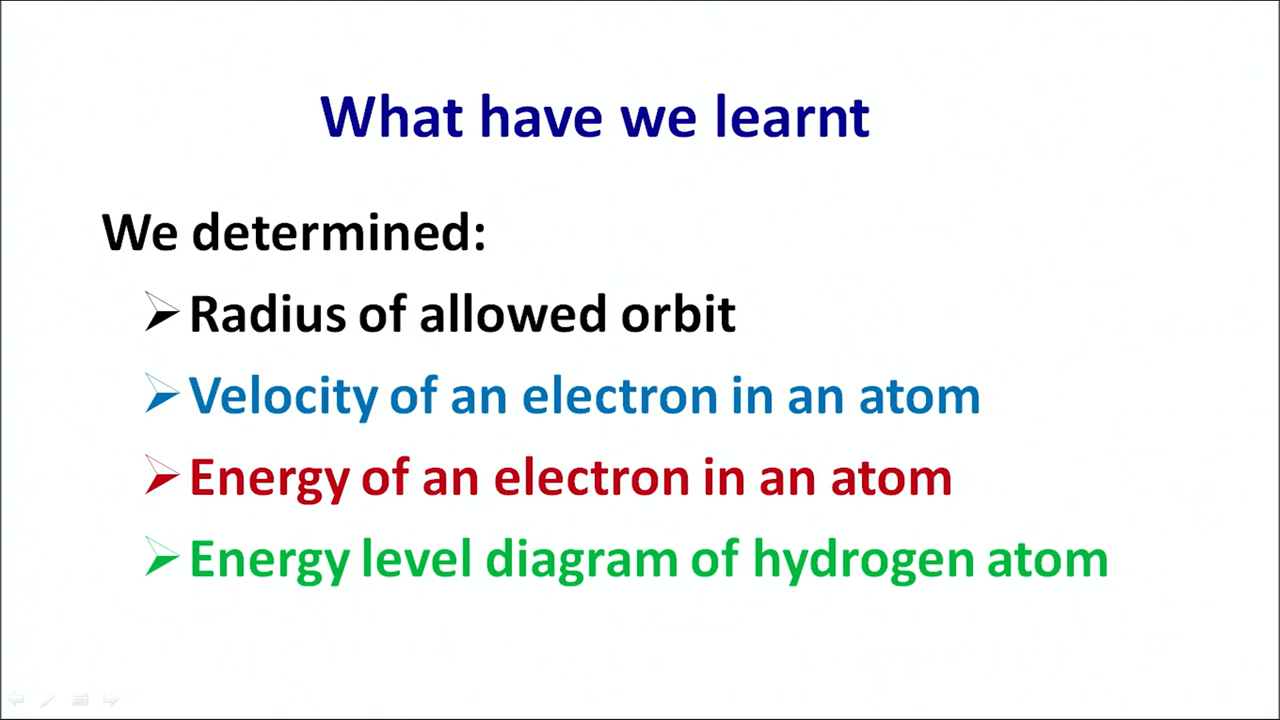 What have we learnt
We determined:
Radius of allowed orbit
Velocity of an electron in an atom
Energy of an electron in an atom
Energy level diagram of hydrogen atom